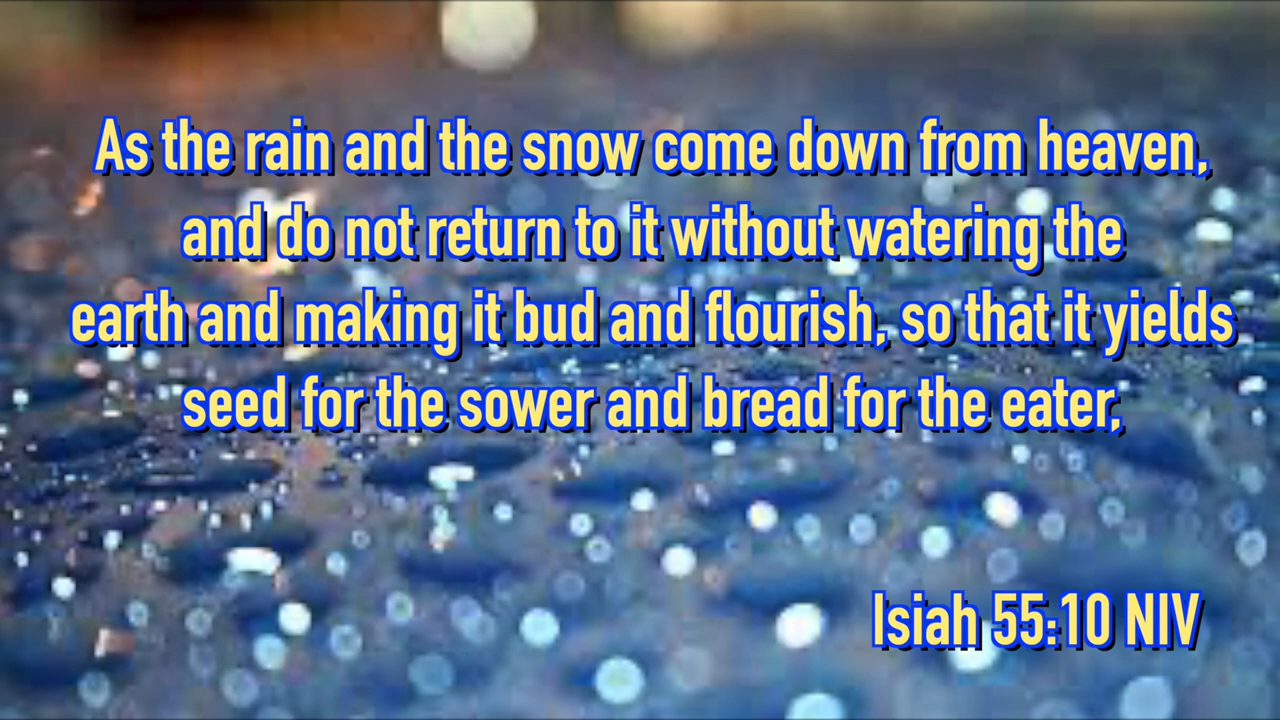 As the rain and the snow come down from heaven,
and do not return to it without watering the
earth and making it bud and flourish, so that it yields
seed for the sower and bread for the eater,
Isiah 55:10 NIV